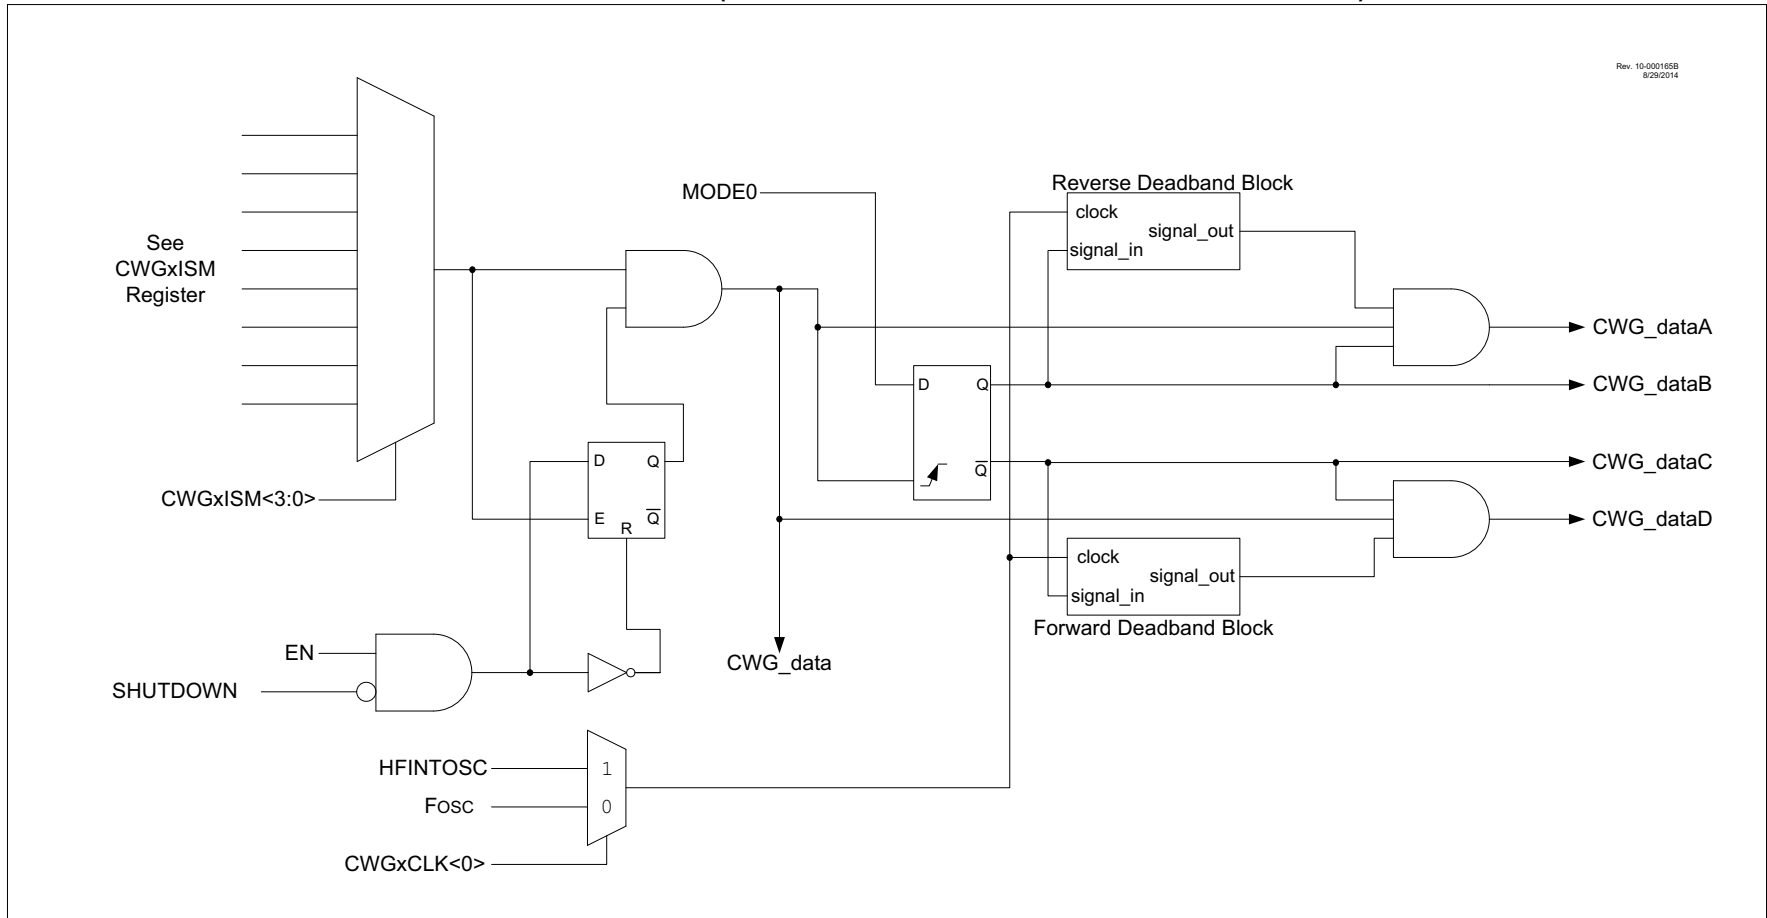 Rev. 10-000165B
8/29/2014
See
CWGxISM
Register
CWGxISM<3:0>
MODE0
Reverse Deadband Block
clock
signal_in
signal_out
D
Q
Q
CWG_dataA
CWG_dataB
CWG_dataC
CWG_dataD
D
Q
E
Q
R
clock
signal_in
signal_out
Forward Deadband Block
EN
SHUTDOWN
CWG_data
HFINTOSC
1
FOSC
0
CWGxCLK<0>